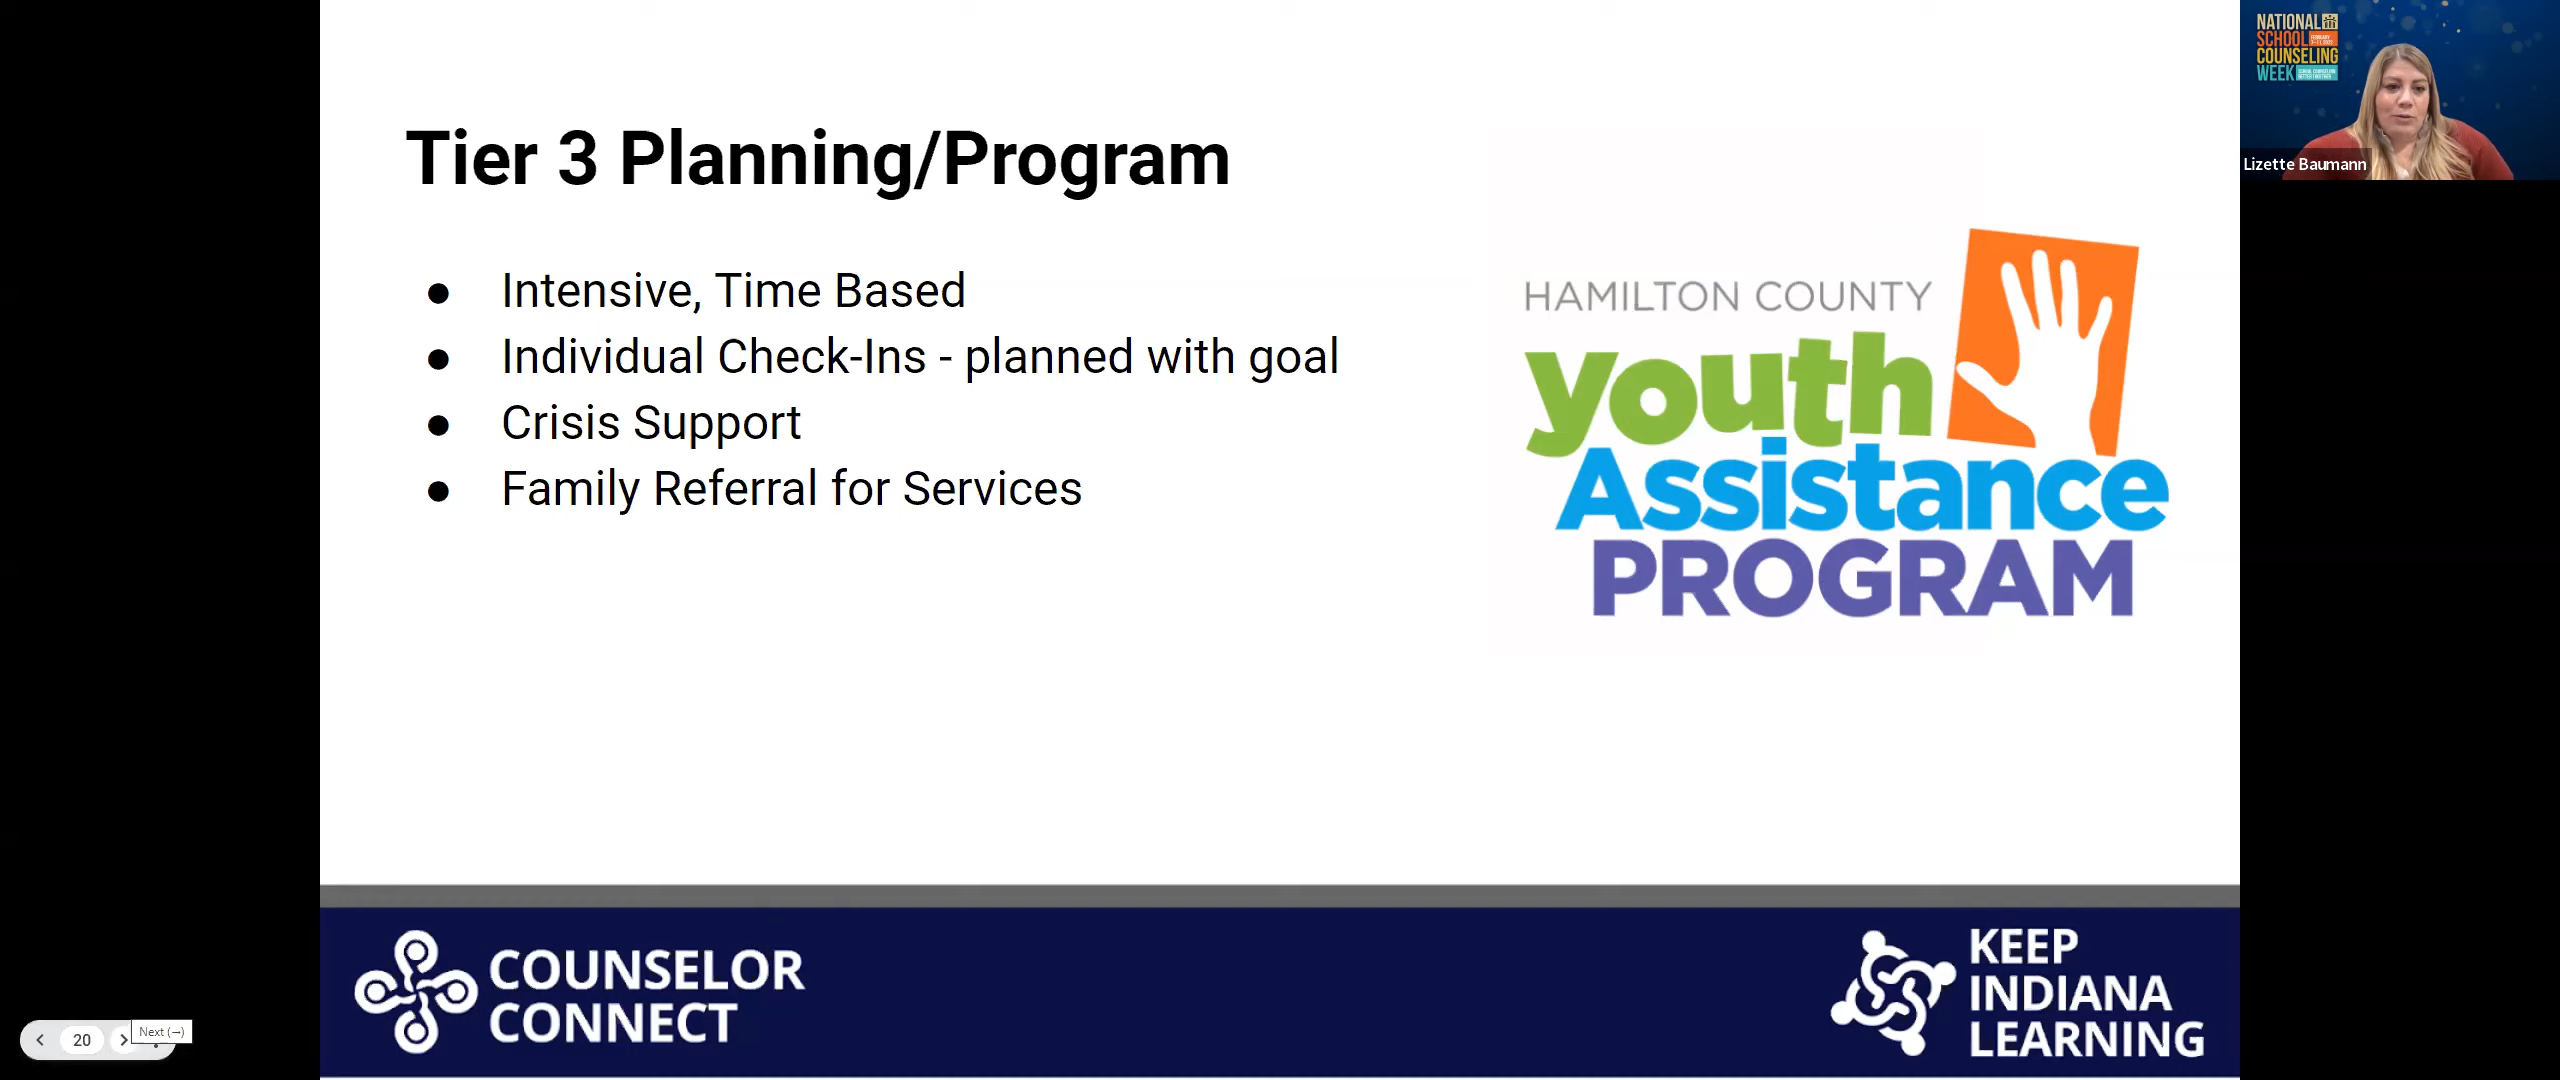 Tier 3 Planning/Program
● Intensive, Time Based
● Individual Check-Ins - planned with goal
● Crisis Support
● Family Referral for Services
HAMILTON COUNTY
youth
Assistance
PROGRAM
COUNSELOR
CONNECT
KEEP
INDIANA
LEARNING
20
Next (→)
NATIONAL
SCHOOL
COUNSELING
WEEK
Lizette Baumann